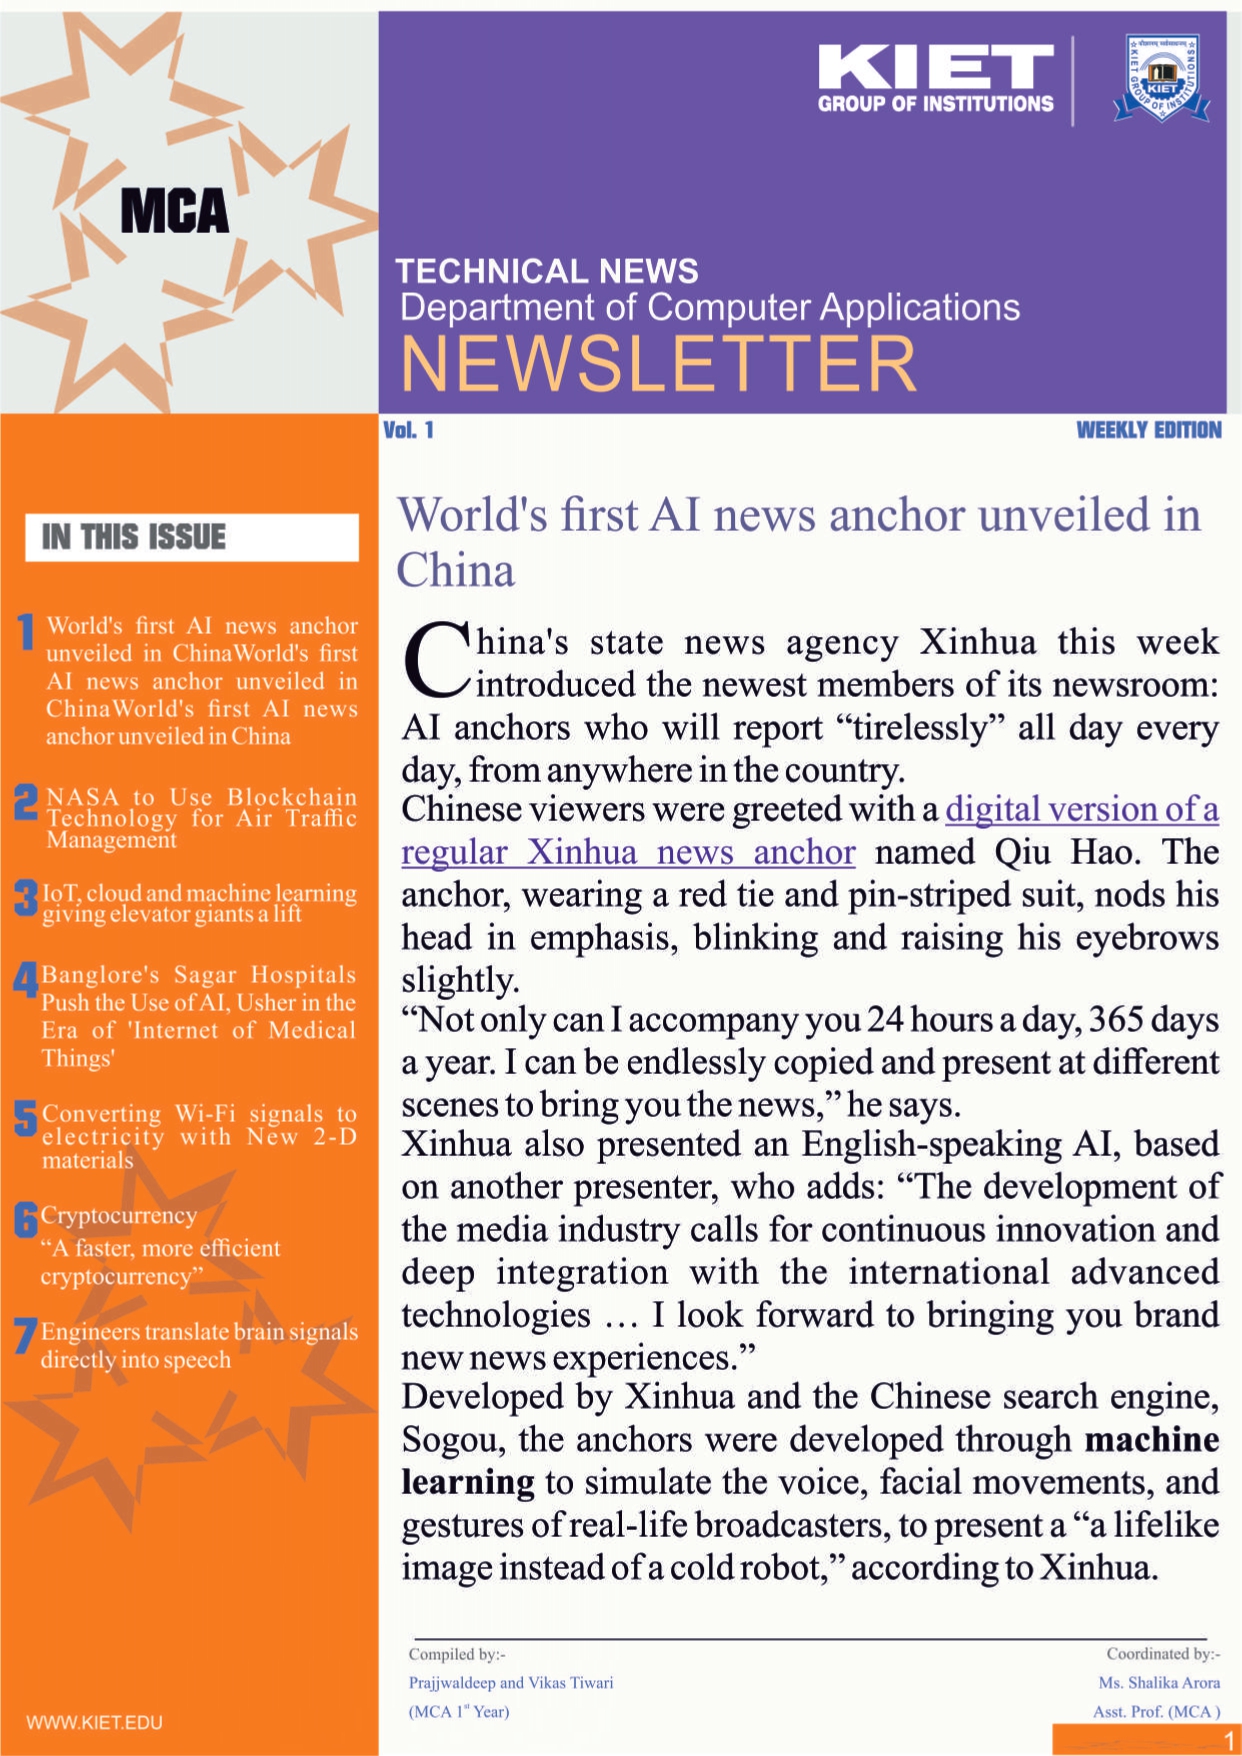 MCA
KIET
GROUP OF INSTITUTIONS
KIET GROUP OF INSTITUTIONS
KIET
TECHNICAL NEWS
Department of Computer Applications
NEWSLETTER
Vol. 1
WEEKLY EDITION
IN THIS ISSUE
1 World's first AI news anchor
unveiled in ChinaWorld's first
AI news anchor unveiled in
ChinaWorld's first AI news
anchor unveiled in China
2 NASA to Use Blockchain
Technology for Air Traffic
Management
3 IoT, cloud and machine learning
giving elevator giants a lift
4 Banglore's Sagar Hospitals
Push the Use of AI, Usher in the
Era of 'Internet of Medical
Things'
5 Converting Wi-Fi signals to
electricity with New 2-D
materials
6 Cryptocurrency
“A faster, more efficient
cryptocurrency”
7 Engineers translate brain signals
directly into speech
WWW.KIET.EDU
World's first AI news anchor unveiled in
China
China's state news agency Xinhua this week
introduced the newest members of its newsroom:
AI anchors who will report “tirelessly” all day every
day, from anywhere in the country.
Chinese viewers were greeted with a digital version of a
regular Xinhua news anchor named Qiu Hao. The
anchor, wearing a red tie and pin-striped suit, nods his
head in emphasis, blinking and raising his eyebrows
slightly.
“Not only can I accompany you 24 hours a day, 365 days
a year. I can be endlessly copied and present at different
scenes to bring you the news,” he says.
Xinhua also presented an English-speaking AI, based
on another presenter, who adds: “The development of
the media industry calls for continuous innovation and
deep integration with the international advanced
technologies … I look forward to bringing you brand
new news experiences.”
Developed by Xinhua and the Chinese search engine,
Sogou, the anchors were developed through machine
learning to simulate the voice, facial movements, and
gestures of real-life broadcasters, to present a “a lifelike
image instead of a cold robot,” according to Xinhua.
Compiled by:-
Prajjwaldeep and Vikas Tiwari
(MCA 1st Year)
Coordinated by:-
Ms. Shalika Arora
Asst. Prof. (MCA )
1